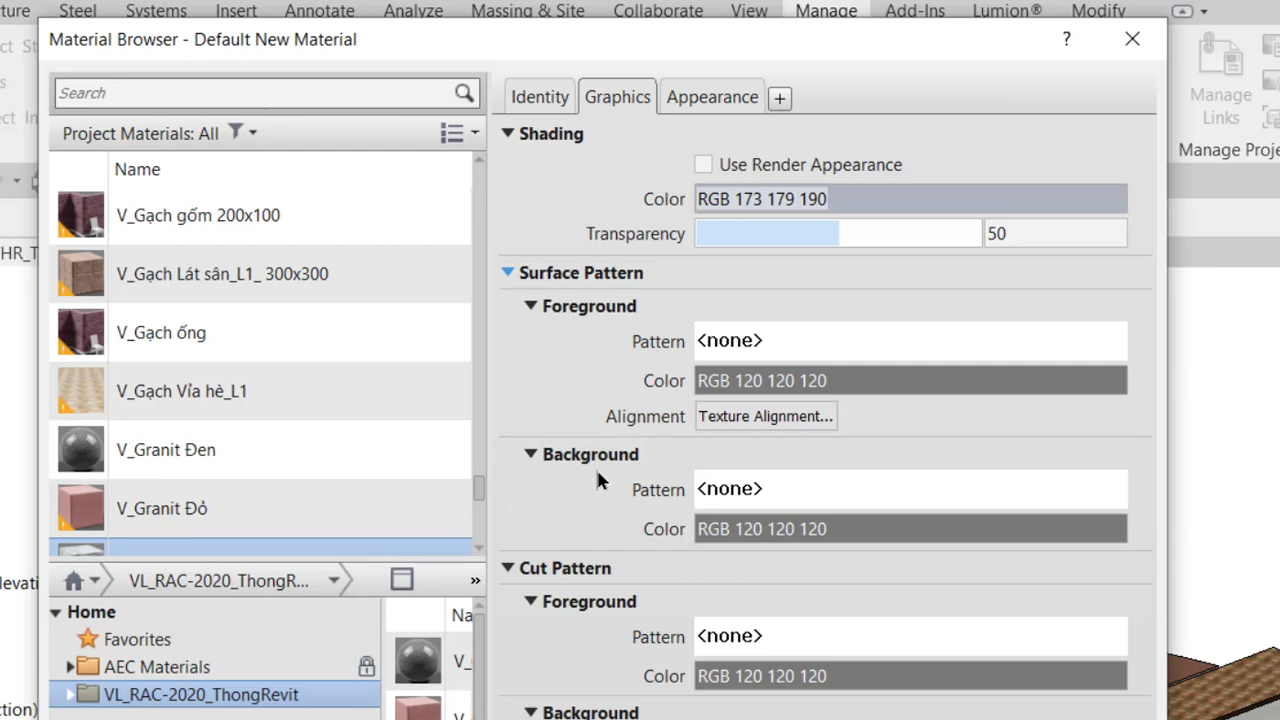 Steel Systems Insert Annotate Analyze Massing & Site Collaborate View Manage Add-Ins Lumion® Modify
Material Browser - Default New Material
?
Search
Project Materials: All
Name
V_Gạch gốm 200x100
V_Gạch Lát sân_L1_ 300x300
V_Gạch ống
V_Gạch Vỉa hè_L1
V_Granit Đen
V_Granit Đỏ
VL_RAC-2020_ThongR... »
Home
Favorites
AEC Materials
VL_RAC-2020_ThongRevit
Na
V_
V_
Identity Graphics Appearance +
Shading
Use Render Appearance
Color RGB 173 179 190
Transparency 50
Surface Pattern
Foreground
Pattern <none>
Color RGB 120 120 120
Alignment Texture Alignment...
Background
Pattern <none>
Color RGB 120 120 120
Cut Pattern
Foreground
Pattern <none>
Color RGB 120 120 120
Background
Manage
Links
Manage Proje